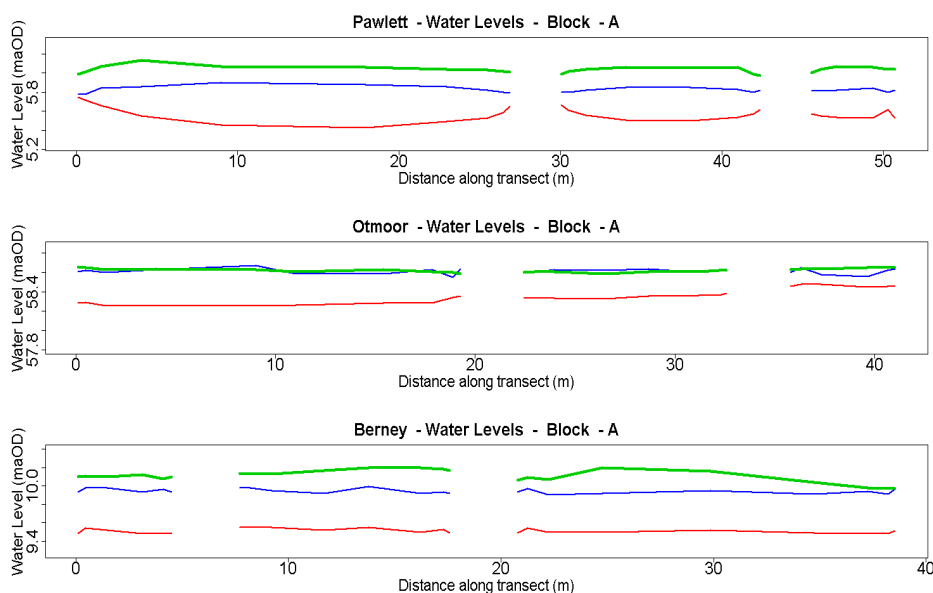 Pawlett - Water Levels - Block - A
Water Level (maOD)
5.8
5.2
0 10 20 30 40 50
Distance along transect (m)
Otmoor - Water Levels - Block - A
Water Level (maOD)
58.4
57.8
0 10 20 30 40
Distance along transect (m)
Berney - Water Levels - Block - A
Water Level (maOD)
10.0
9.4
0 10 20 30 40
Distance along transect (m)